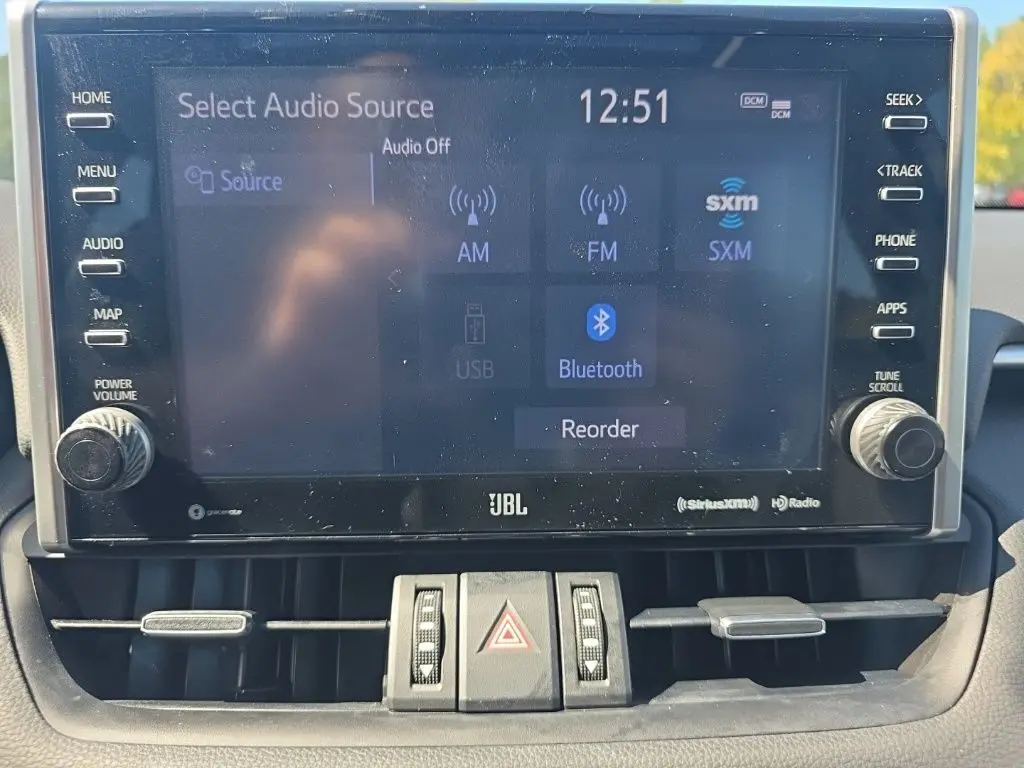 HOME
MENU
AUDIO
MAP
POWER
VOLUME
Select Audio Source
12:51
DCM
DCM
Audio Off
Source
AM
FM
sxm
SXM
USB
Bluetooth
Reorder
SEEK>
<TRACK
PHONE
APPS
TUNE
SCROLL
gracenote
JBL
((SiriusXM))
HD Radio